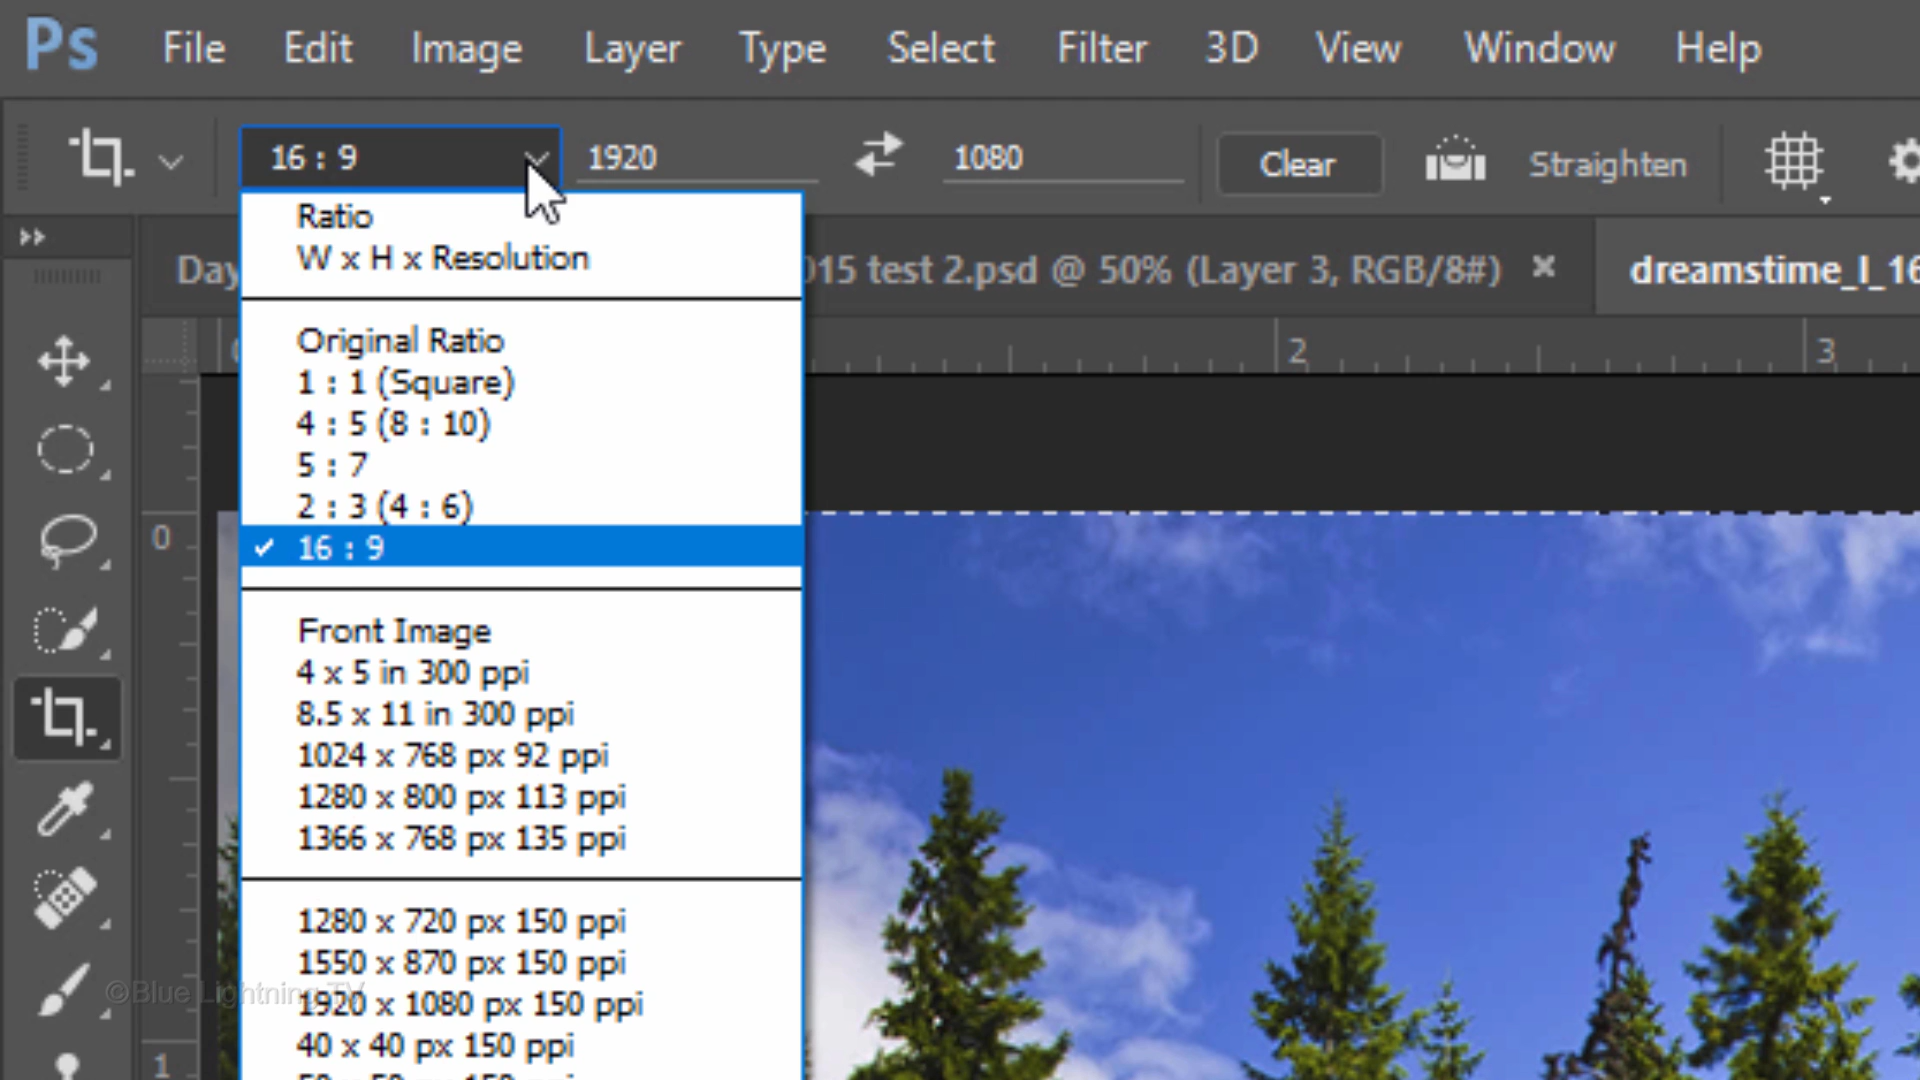 Ps File Edit Image Layer Type Select Filter 3D View Window Help
16 : 9 1920 1080 Clear Straighten
Ratio
W x H x Resolution
Day 015 test 2.psd @ 50% (Layer 3, RGB/8#) × dreamstime_l_16
2 3
Original Ratio
1 : 1 (Square)
4 : 5 (8 : 10)
5 : 7
2 : 3 (4 : 6)
0
16 : 9
Front Image
4 x 5 in 300 ppi
8.5 x 11 in 300 ppi
1024 x 768 px 92 ppi
1280 x 800 px 113 ppi
1366 x 768 px 135 ppi
1280 x 720 px 150 ppi
1550 x 870 px 150 ppi
©Blue Lightning TV
1920 x 1080 px 150 ppi
40 x 40 px 150 ppi
1